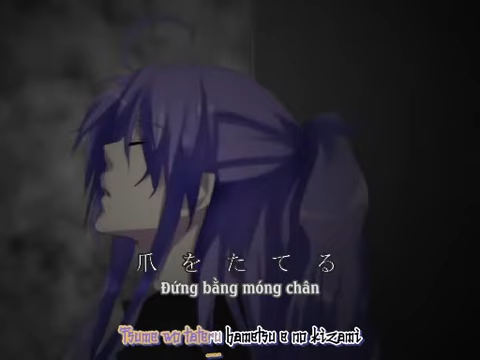 爪をたてる
Đứng bằng móng chân
Tsume wo tateru hametsu e no kizami